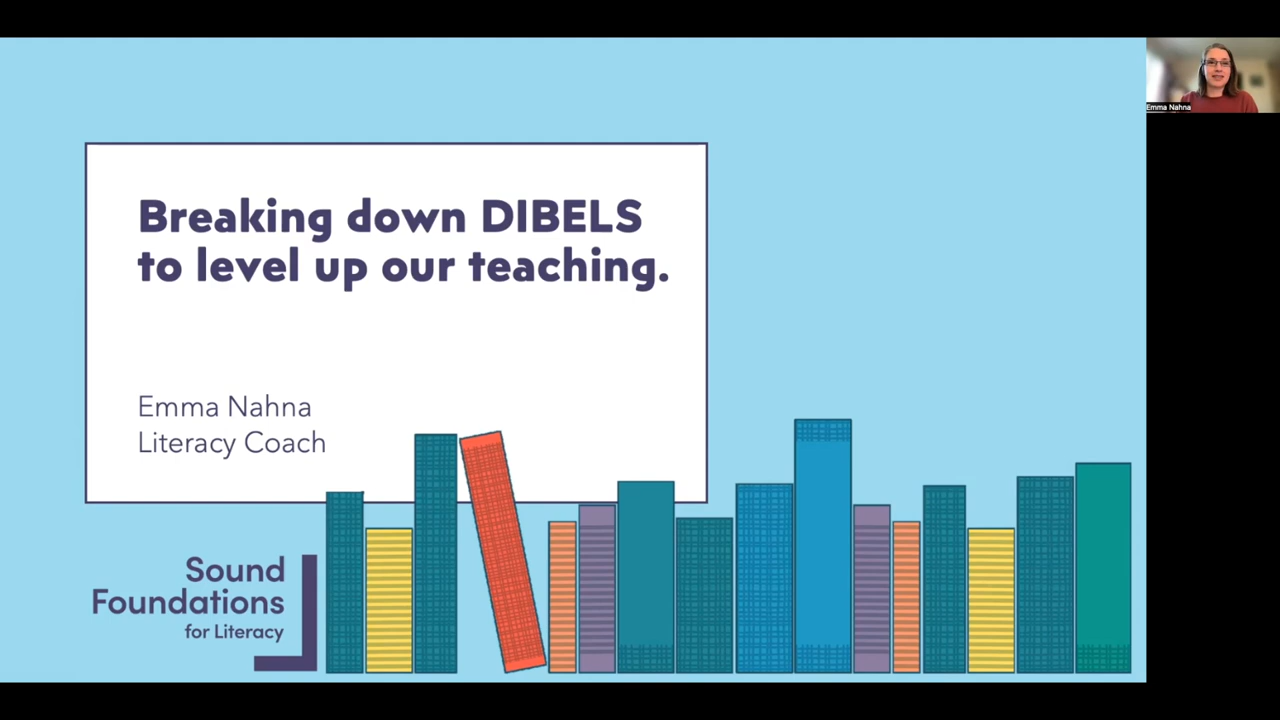 Breaking down DIBELS
to level up our teaching.
Emma Nahna
Literacy Coach
Sound
Foundations
for Literacy
Emma Nahna